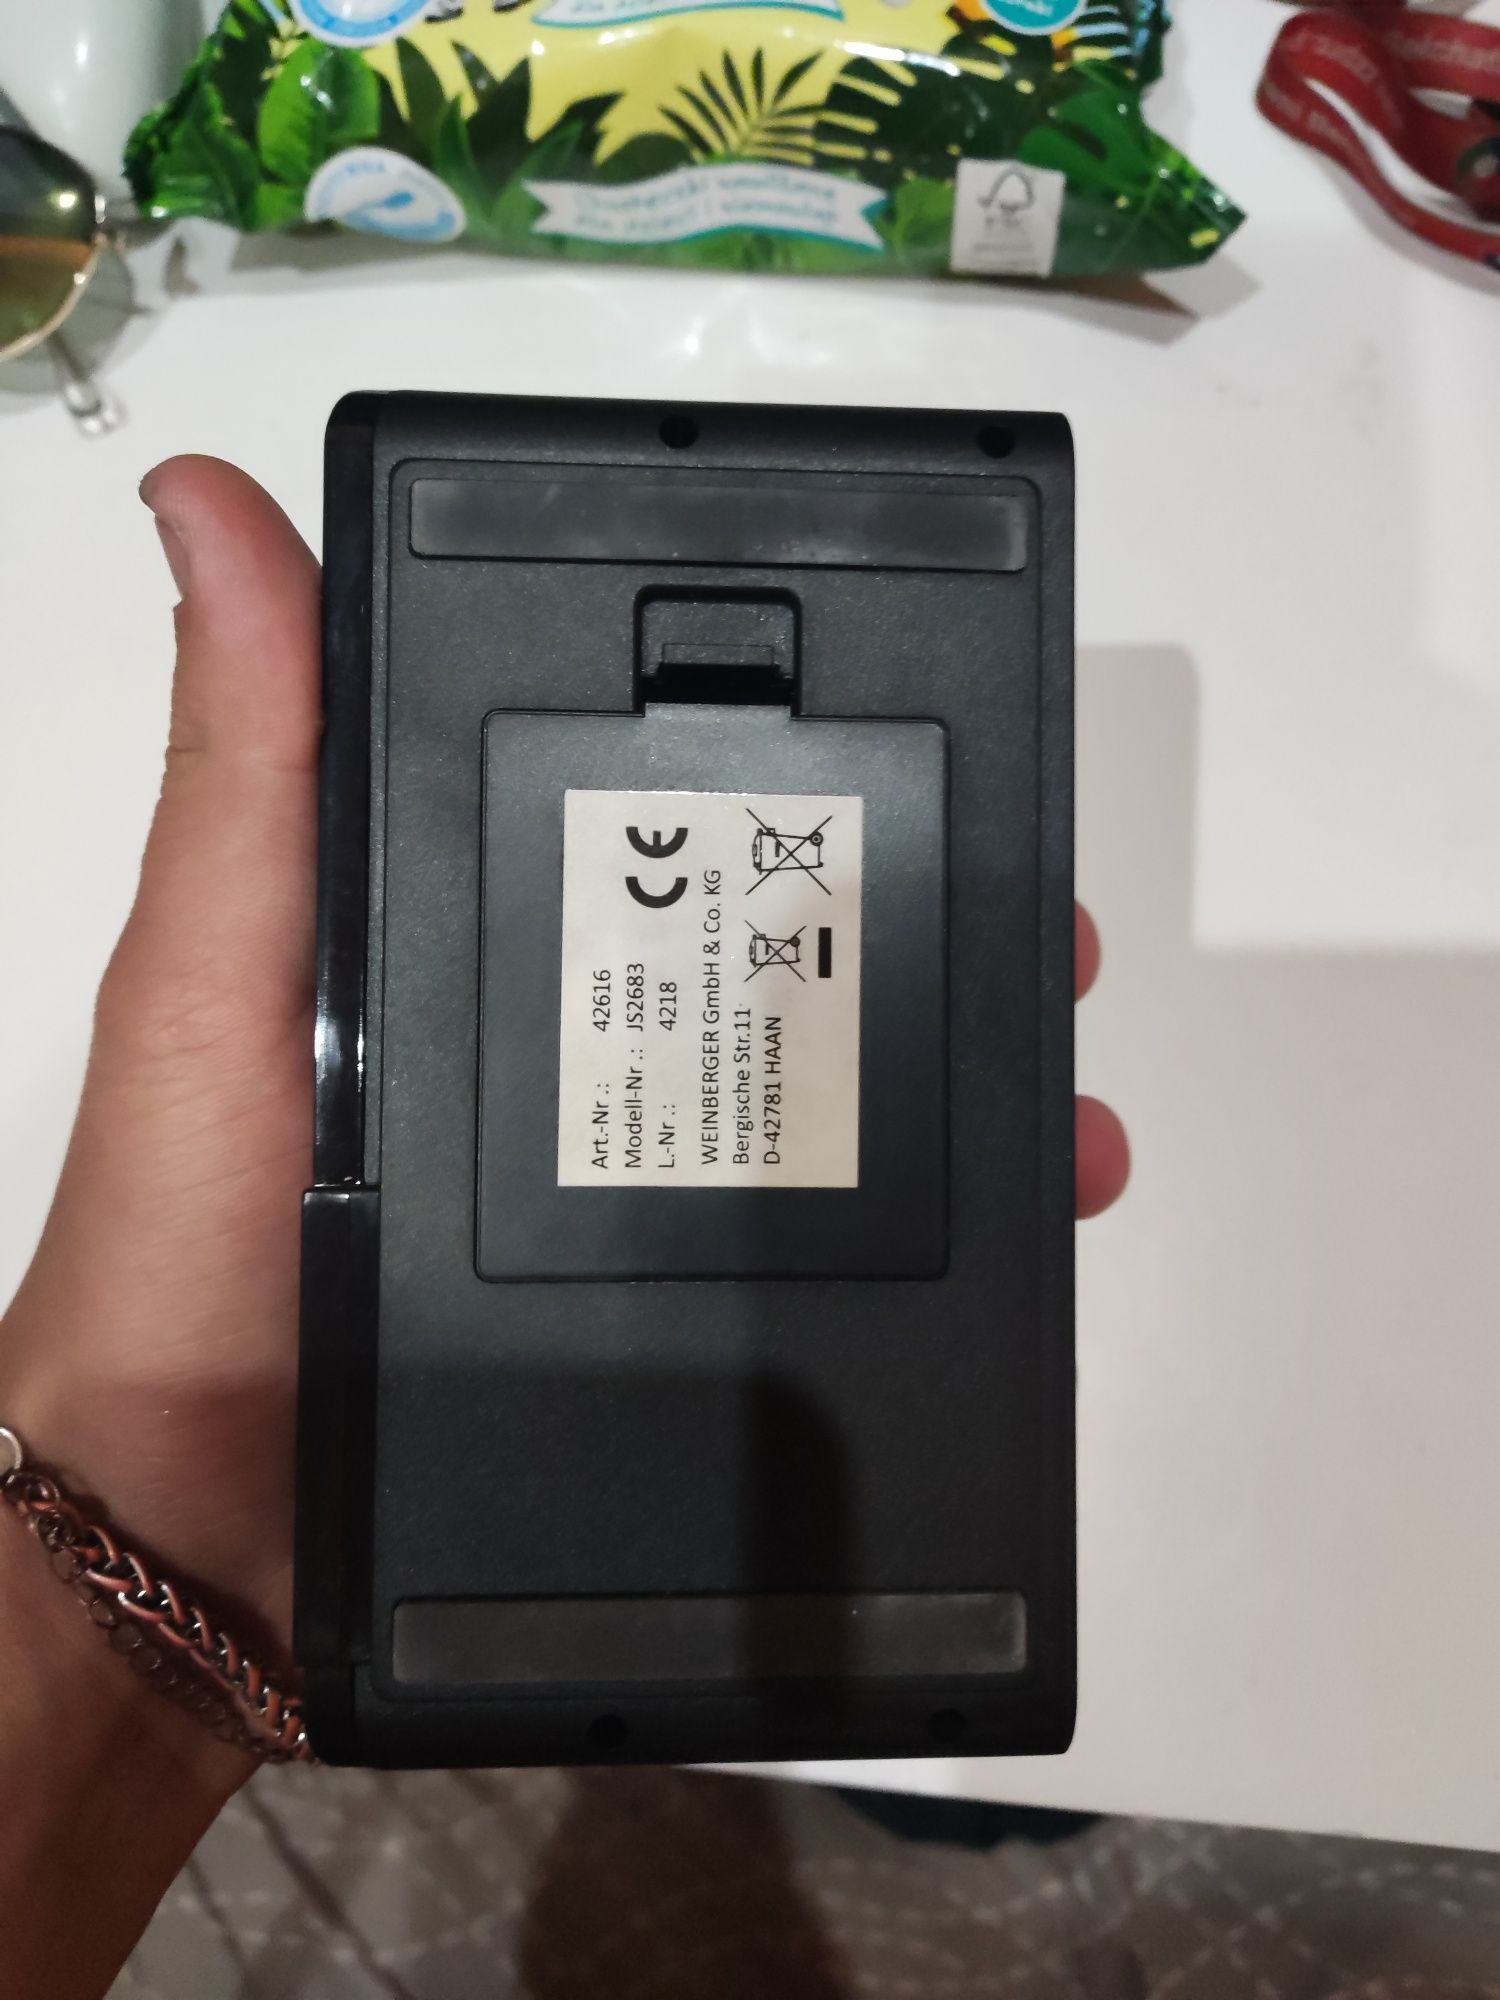 Art.-Nr .: 42616
Modell-Nr .: JS2683
L.-Nr .: 4218
CE
WEINBERGER GmbH & Co. KG
Bergische Str.11
D-42781 HAAN